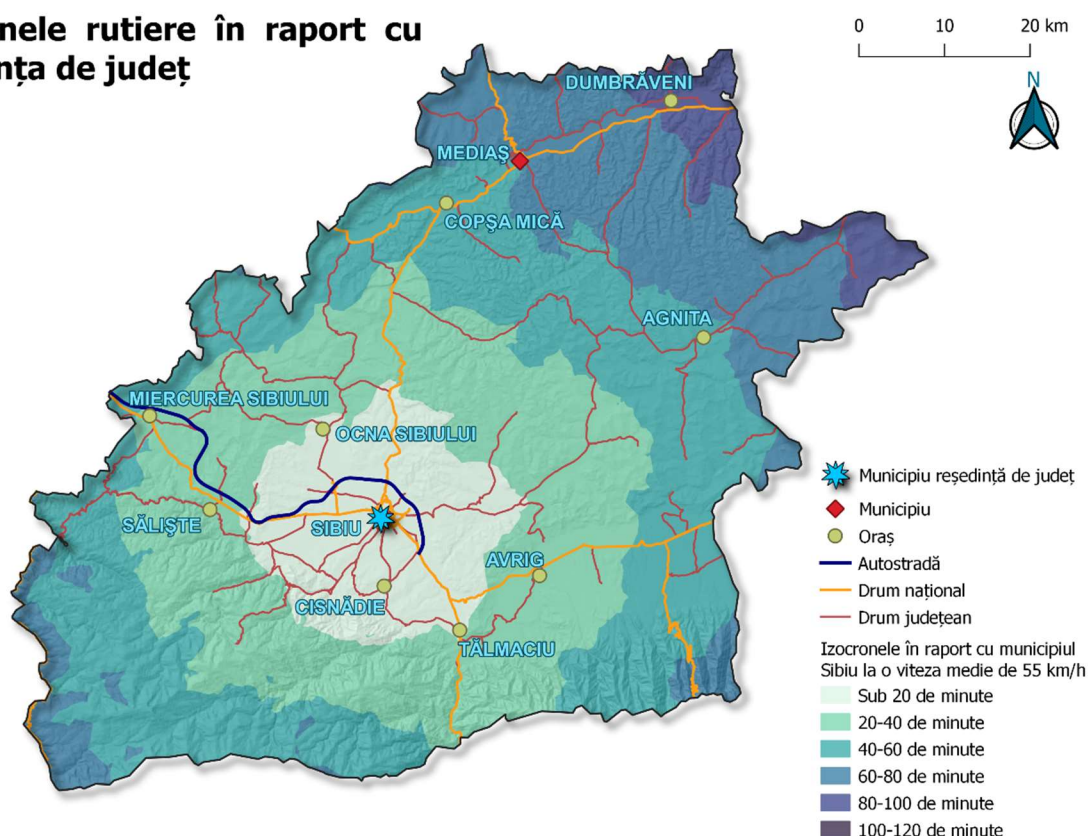 nele rutiere în raport cu
nța de județ
0 10 20 km
N
DUMBRĂVENI
MEDIAŞ
COPŞA MICĂ
AGNITA
MIERCUREA SIBIULUI
OCNA SIBIULUI
SĂLIŞTE
SIBIU
AVRIG
CISNĂDIE
TĂLMACIU
Municipiu reședință de județ
Municipiu
Oraș
Autostradă
Drum național
Drum județean
Izocronele în raport cu municipiul
Sibiu la o viteza medie de 55 km/h
Sub 20 de minute
20-40 de minute
40-60 de minute
60-80 de minute
80-100 de minute
100-120 de minute